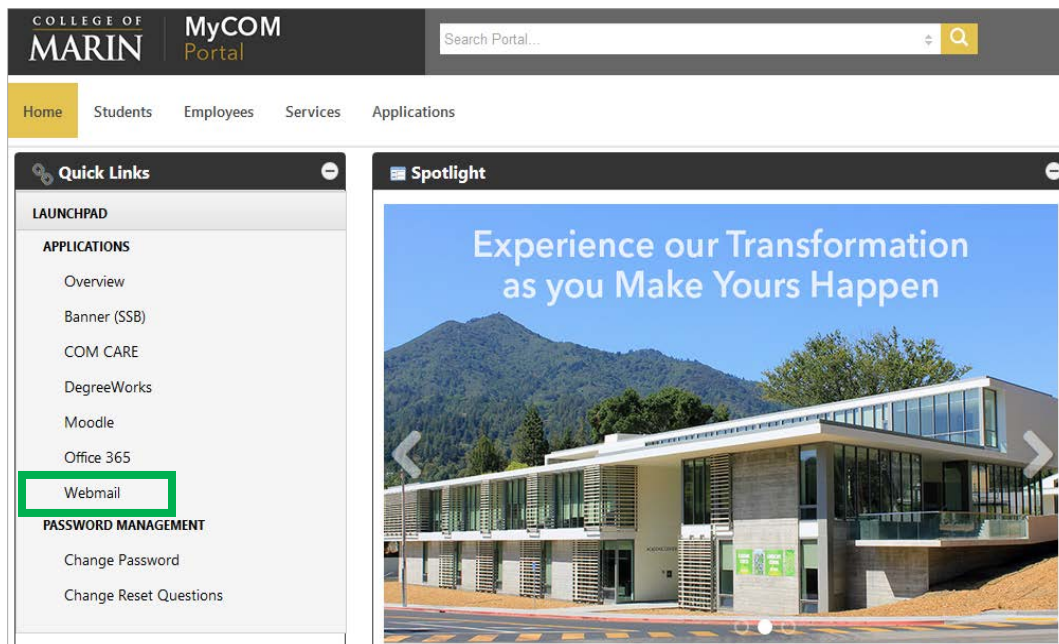 COLLEGE OF
MARIN
MyCOM
Portal
Search Portal...
Home Students Employees Services Applications
Quick Links
LAUNCHPAD
APPLICATIONS
Overview
Banner (SSB)
COM CARE
DegreeWorks
Moodle
Office 365
Webmail
PASSWORD MANAGEMENT
Change Password
Change Reset Questions
Spotlight
Experience our Transformation
as you Make Yours Happen
ACADEMIC CENTER